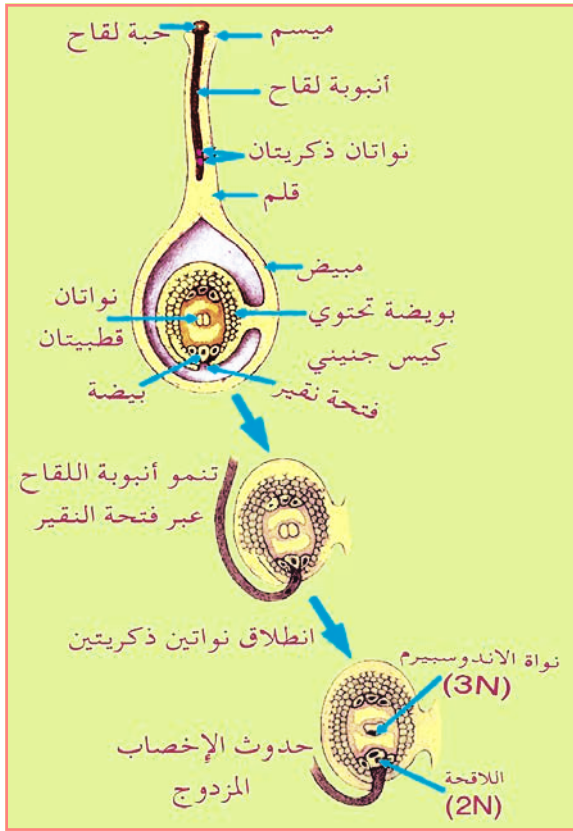 ميسم
حبة لقاح
أنبوبة لقاح
نواتان ذكريتان
قلم
مبيض
نواتان
قطبيتان
بويضة تحتوي
كيس جنيني
فتحة نقير
بيضة
تنمو أنبوبة اللقاح
عبر فتحة النقير
انطلاق نواتين ذكريتين
نواة الاندوسبيرم
(3N)
حدوث الإخصاب
المزدوج
اللاقحة
(2N)